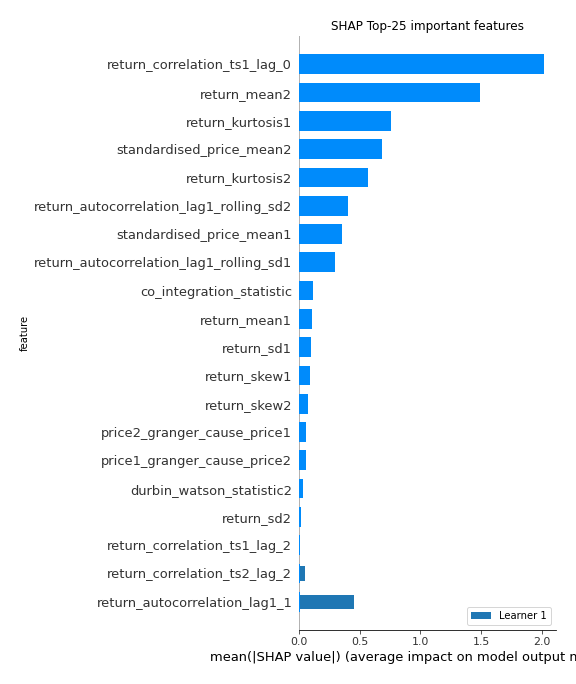 SHAP Top-25 important features
return_correlation_ts1_lag_0
return_mean2
return_kurtosis1
standardised_price_mean2
return_kurtosis2
return_autocorrelation_lag1_rolling_sd2
standardised_price_mean1
return_autocorrelation_lag1_rolling_sd1
co_integration_statistic
return_mean1
return_sd1
return_skew1
return_skew2
price2_granger_cause_price1
price1_granger_cause_price2
durbin_watson_statistic2
return_sd2
return_correlation_ts1_lag_2
return_correlation_ts2_lag_2
return_autocorrelation_lag1_1
feature
Learner 1
0.0 0.5 1.0 1.5 2.0
mean(|SHAP value|) (average impact on model output m